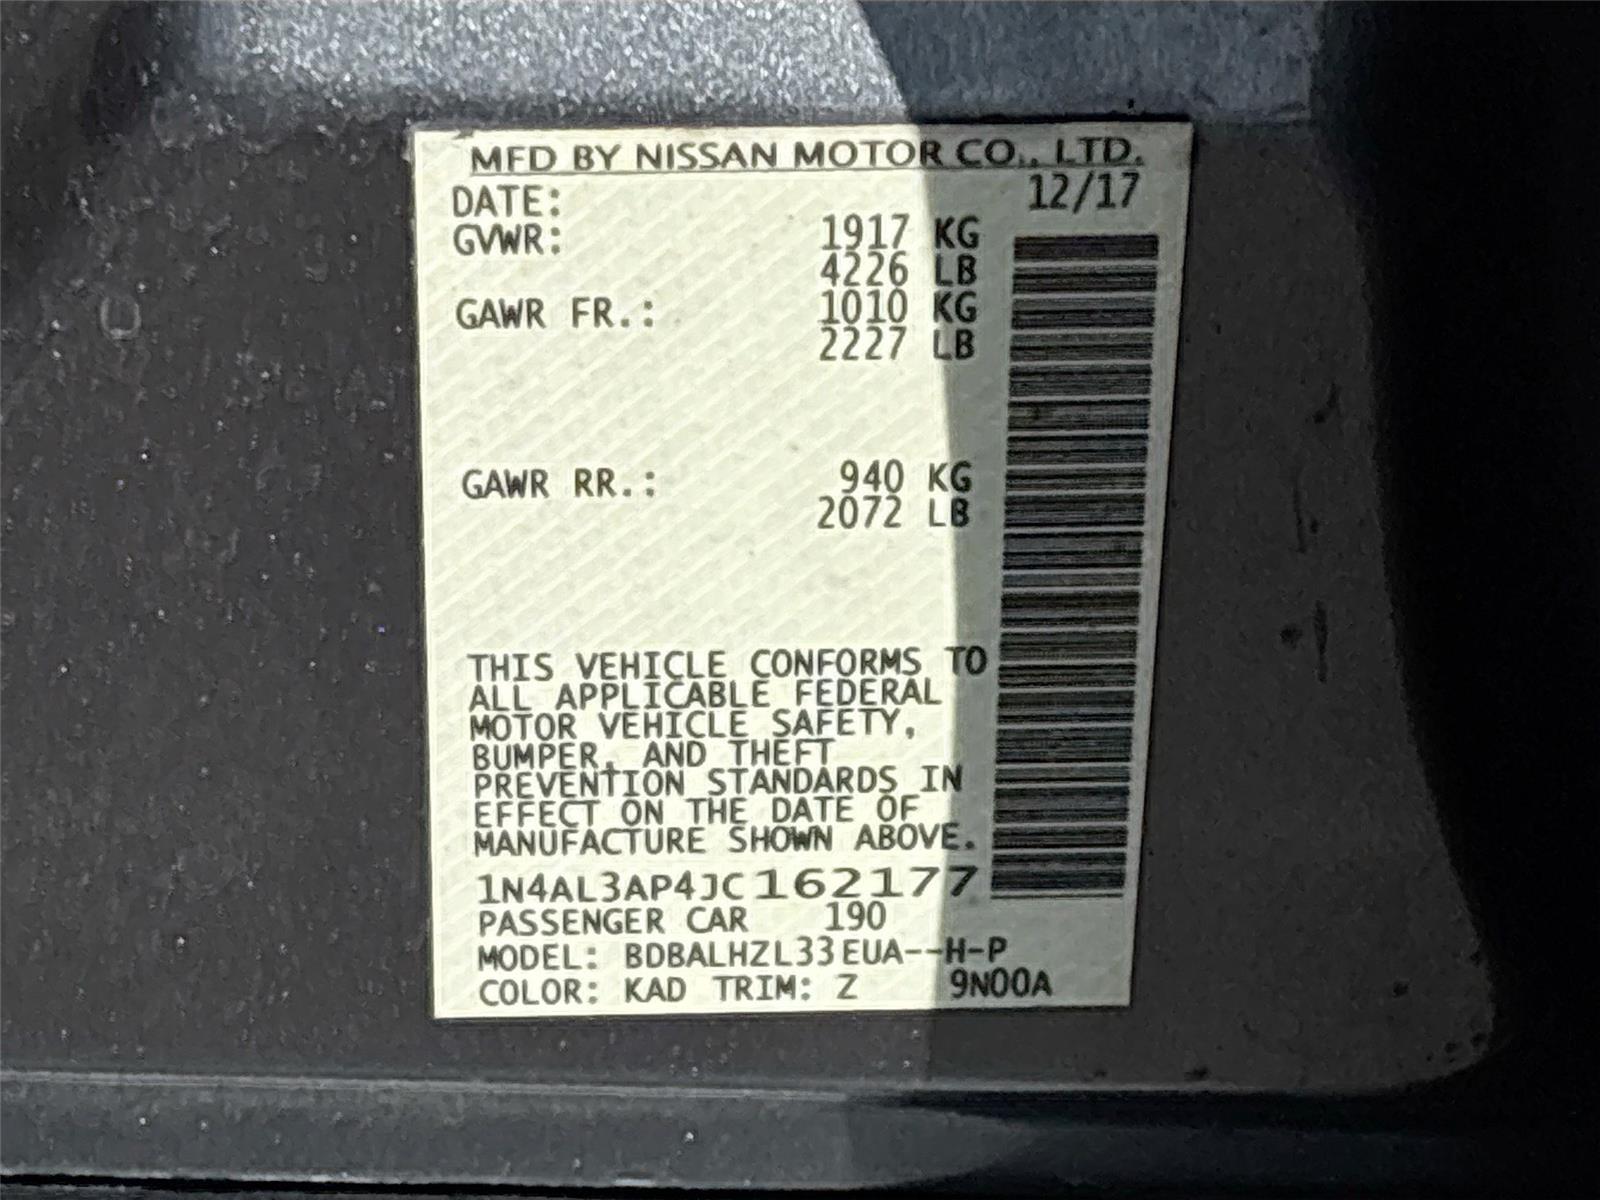 MFD BY NISSAN MOTOR CO., LTD.
DATE: 12/17
GVWR: 1917 KG
4226 LB
GAWR FR.: 1010 KG
2227 LB
GAWR RR.: 940 KG
2072 LB
THIS VEHICLE CONFORMS TO
ALL APPLICABLE FEDERAL
MOTOR VEHICLE SAFETY,
BUMPER, AND THEFT
PREVENTION STANDARDS IN
EFFECT ON THE DATE OF
MANUFACTURE SHOWN ABOVE.
1N4AL3AP4JC162177
PASSENGER CAR 190
MODEL: BDBALHZL33EUA--H-P
COLOR: KAD TRIM: Z 9N00A